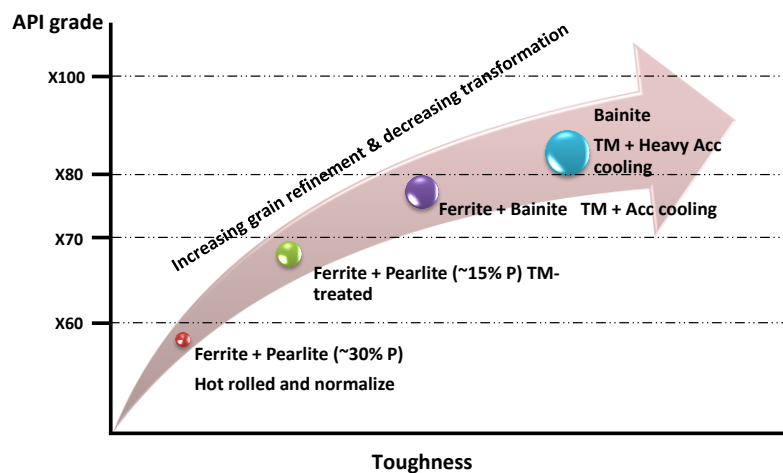 API grade
X100
Increasing grain refinement & decreasing transformation
Bainite
TM + Heavy Acc
cooling
X80
Ferrite + Bainite TM + Acc cooling
X70
Ferrite + Pearlite (~15% P) TM-
treated
X60
Ferrite + Pearlite (~30% P)
Hot rolled and normalize
Toughness